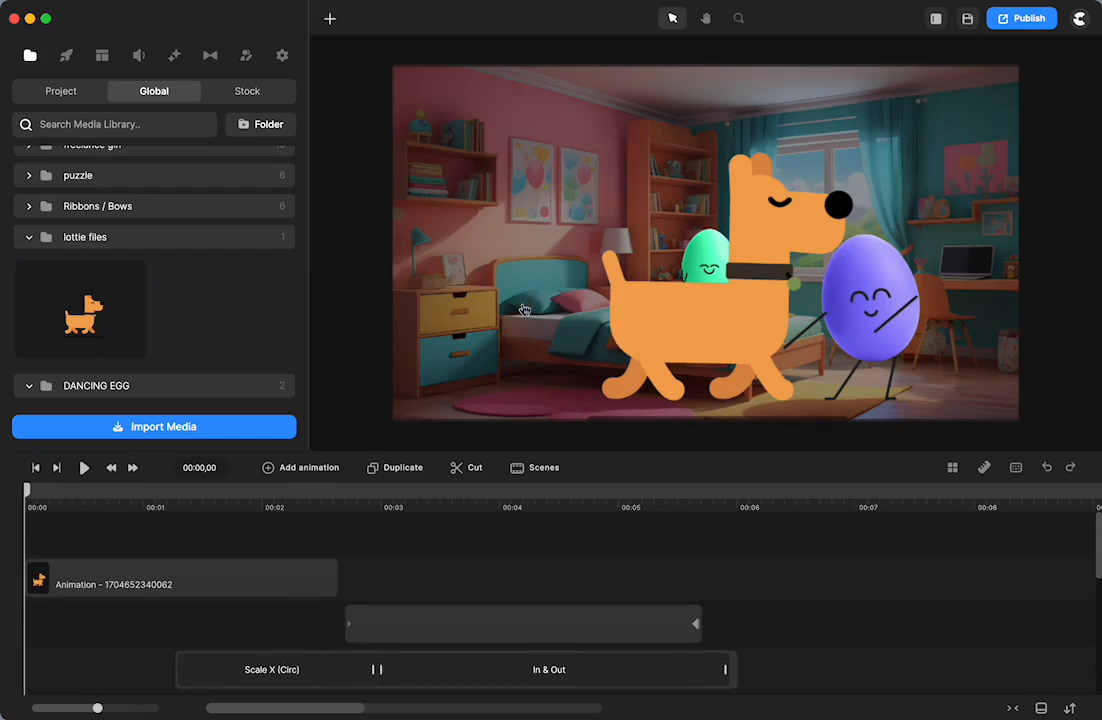 Publish
Project
Global
Stock
Search Media Library..
Folder
freelance girl
puzzle
6
Ribbons / Bows
6
lottie files
1
DANCING EGG
2
Import Media
00:00,00
Add animation
Duplicate
Cut
Scenes
00:00
00:01
00:02
00:03
00:04
00:05
00:06
00:07
00:08
Animation - 1704652340062
Scale X (Circ)
In & Out